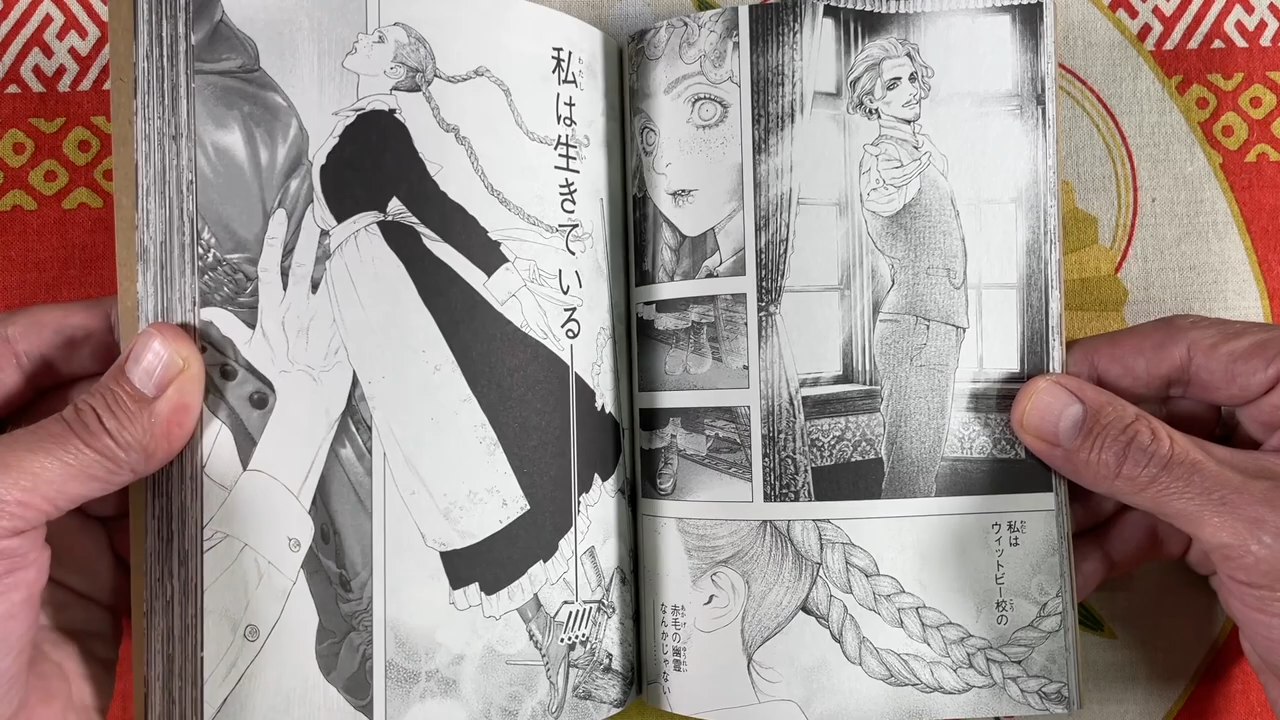 私は
ウィットビー校の
赤毛の幽霊
なんかじゃない
私は生きている――!!!!